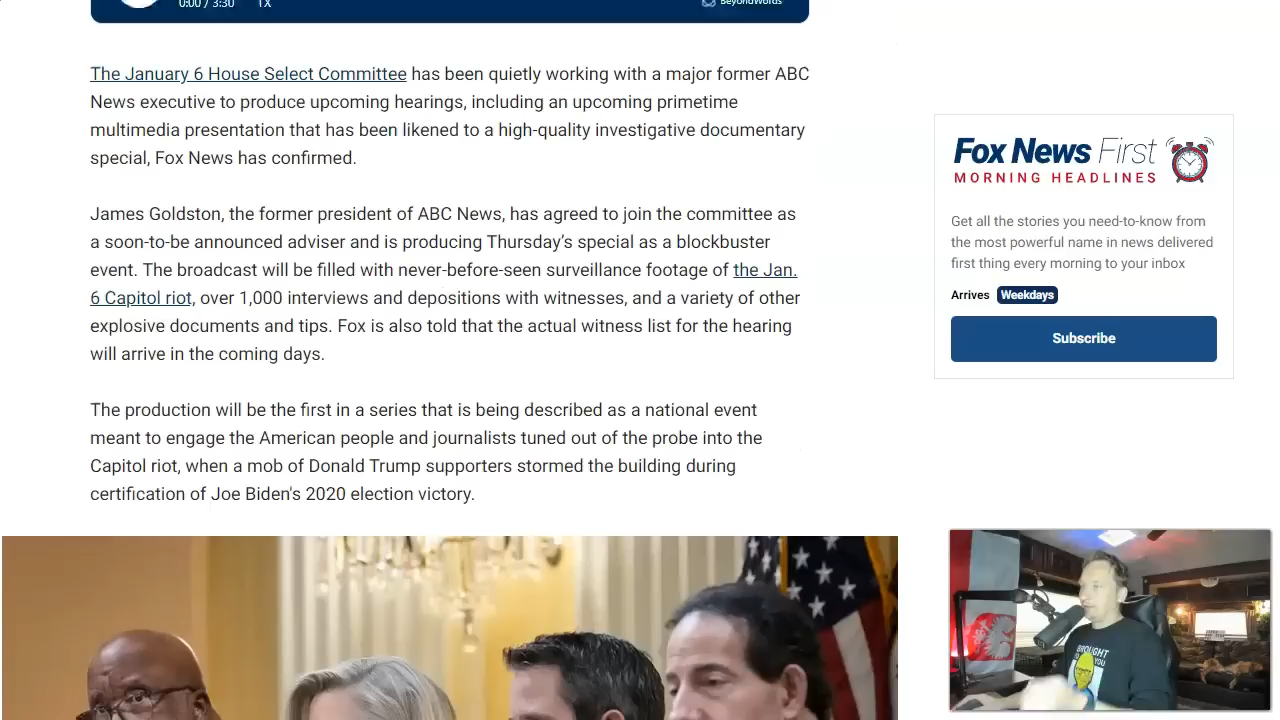 0:00 / 3:30
1X
BeyondWords
The January 6 House Select Committee has been quietly working with a major former ABC
News executive to produce upcoming hearings, including an upcoming primetime
multimedia presentation that has been likened to a high-quality investigative documentary
special, Fox News has confirmed.
James Goldston, the former president of ABC News, has agreed to join the committee as
a soon-to-be announced adviser and is producing Thursday’s special as a blockbuster
event. The broadcast will be filled with never-before-seen surveillance footage of the Jan.
6 Capitol riot, over 1,000 interviews and depositions with witnesses, and a variety of other
explosive documents and tips. Fox is also told that the actual witness list for the hearing
will arrive in the coming days.
The production will be the first in a series that is being described as a national event
meant to engage the American people and journalists tuned out of the probe into the
Capitol riot, when a mob of Donald Trump supporters stormed the building during
certification of Joe Biden's 2020 election victory.
Fox News First
MORNING HEADLINES
Get all the stories you need-to-know from
the most powerful name in news delivered
first thing every morning to your inbox
Arrives Weekdays
Subscribe
BROUGHT
YOU